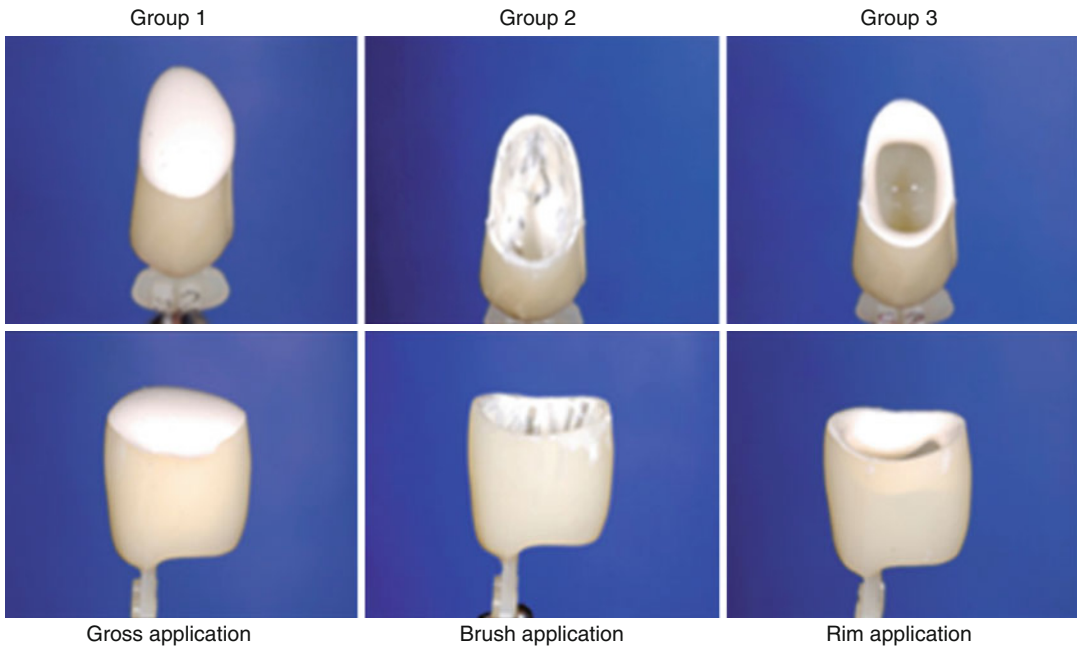 Group 1
Group 2
Group 3
Gross application
Brush application
Rim application